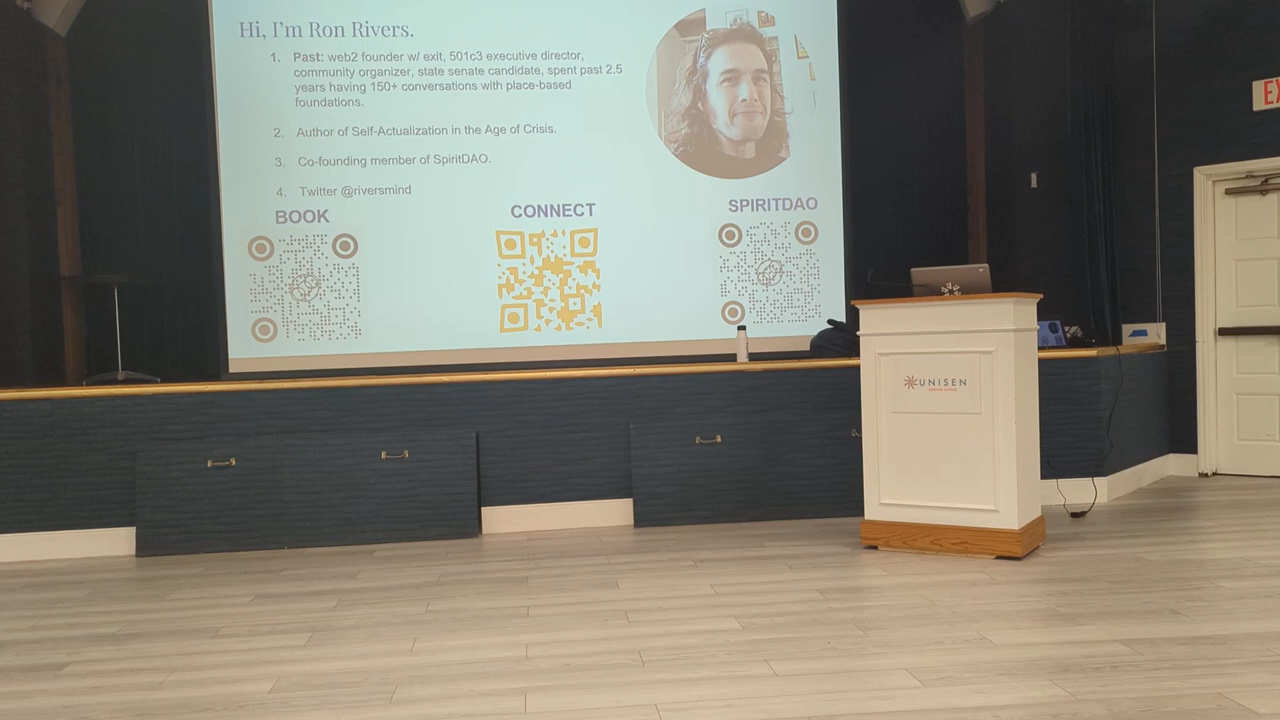 Hi, I'm Ron Rivers.
1. Past: web2 founder w/ exit, 501c3 executive director,
community organizer, state senate candidate, spent past 2.5
years having 150+ conversations with place-based
foundations.
2. Author of Self-Actualization in the Age of Crisis.
3. Co-founding member of SpiritDAO.
4. Twitter @riversmind
BOOK
CONNECT
SPIRITDAO
EX
UNISEN